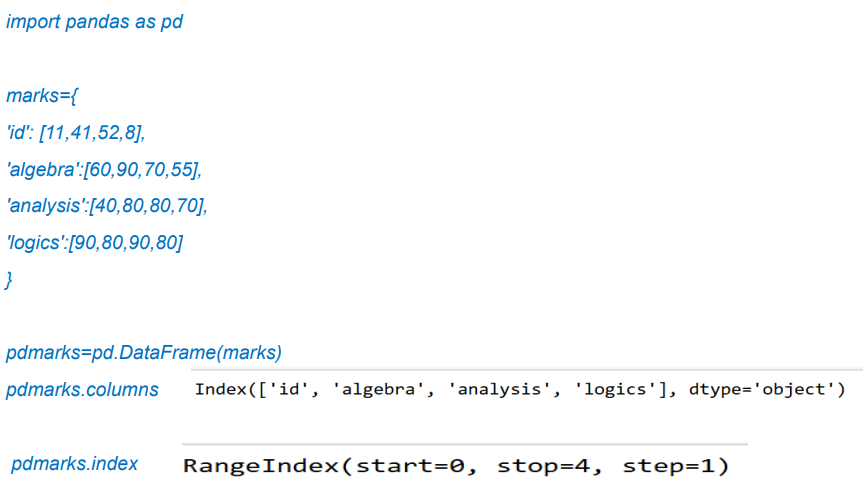 import pandas as pd
marks={
'id': [11,41,52,8],
'algebra':[60,90,70,55],
'analysis':[40,80,80,70],
'logics':[90,80,90,80]
}
pdmarks=pd.DataFrame(marks)
pdmarks.columns Index(['id', 'algebra', 'analysis', 'logics'], dtype='object')
pdmarks.index RangeIndex(start=0, stop=4, step=1)